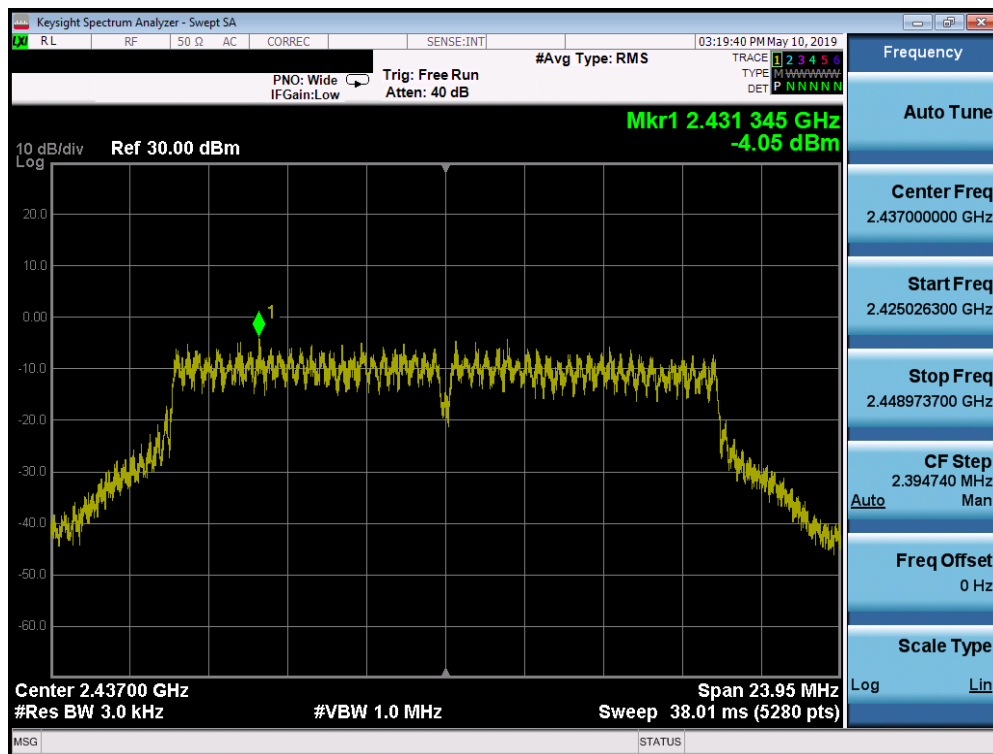 Keysight Spectrum Analyzer - Swept SA
LXI RL RF 50 Ω AC CORREC SENSE:INT 03:19:40 PM May 10, 2019
#Avg Type: RMS TRACE 1 2 3 4 5 6
PNO: Wide Trig: Free Run TYPE M W W W W W
IFGain:Low Atten: 40 dB DET P N N N N N
Mkr1 2.431 345 GHz
-4.05 dBm
10 dB/div Ref 30.00 dBm
Log
20.0
10.0
1
0.00
-10.0
-20.0
-30.0
-40.0
-50.0
-60.0
Center 2.43700 GHz Span 23.95 MHz
#Res BW 3.0 kHz #VBW 1.0 MHz Sweep 38.01 ms (5280 pts)
MSG STATUS
Frequency
Auto Tune
Center Freq
2.437000000 GHz
Start Freq
2.425026300 GHz
Stop Freq
2.448973700 GHz
CF Step
2.394740 MHz
Auto Man
Freq Offset
0 Hz
Scale Type
Log Lin